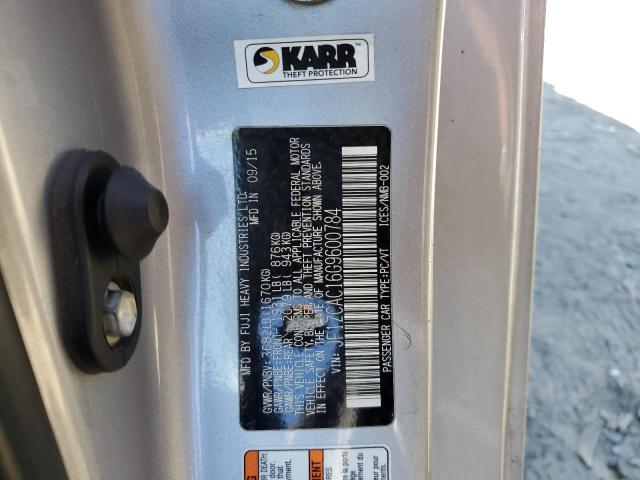 KARR
THEFT PROTECTION
MFD BY FUJI HEAVY INDUSTRIES LTD.
MFD IN 09/15
GVWR/PNBV:3682LB(1670KG)
GAWR/PNBE:FRONT 1931LB( 876KG)
GAWR/PNBE:REAR 2079LB( 943KG)
THIS VEHICLE CONFORMS TO ALL APPLICABLE FEDERAL MOTOR
VEHICLE SAFETY, BUMPER, AND THEFT PREVENTION STANDARDS
IN EFFECT ON THE DATE OF MANUFACTURE SHOWN ABOVE.
VIN: JF1ZCAC16G9600784
PASSENGER CAR TYPE:PC/VT ICES/NMB-002